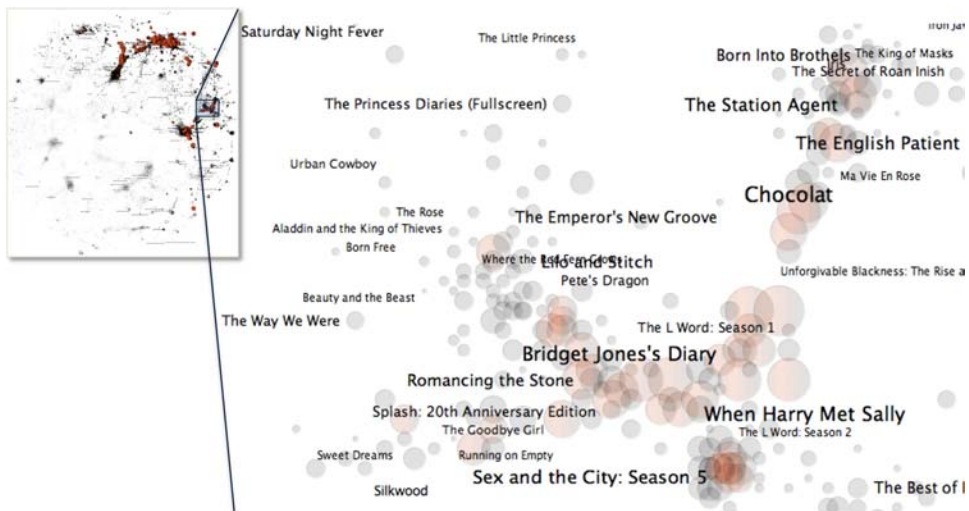 Saturday Night Fever
The Little Princess
Born Into Brothels
The King of Masks
The Secret of Roan Inish
The Princess Diaries (Fullscreen)
The Station Agent
The English Patient
Urban Cowboy
Ma Vie En Rose
Chocolat
The Rose
The Emperor's New Groove
Aladdin and the King of Thieves
Born Free
Where the Red Fern Grows
Lilo and Stitch
Pete's Dragon
Unforgivable Blackness: The Rise a
Beauty and the Beast
The Way We Were
The L Word: Season 1
Bridget Jones's Diary
Romancing the Stone
Splash: 20th Anniversary Edition
When Harry Met Sally
The Goodbye Girl
The L Word: Season 2
Sweet Dreams
Running on Empty
Sex and the City: Season 5
Silkwood
The Best of